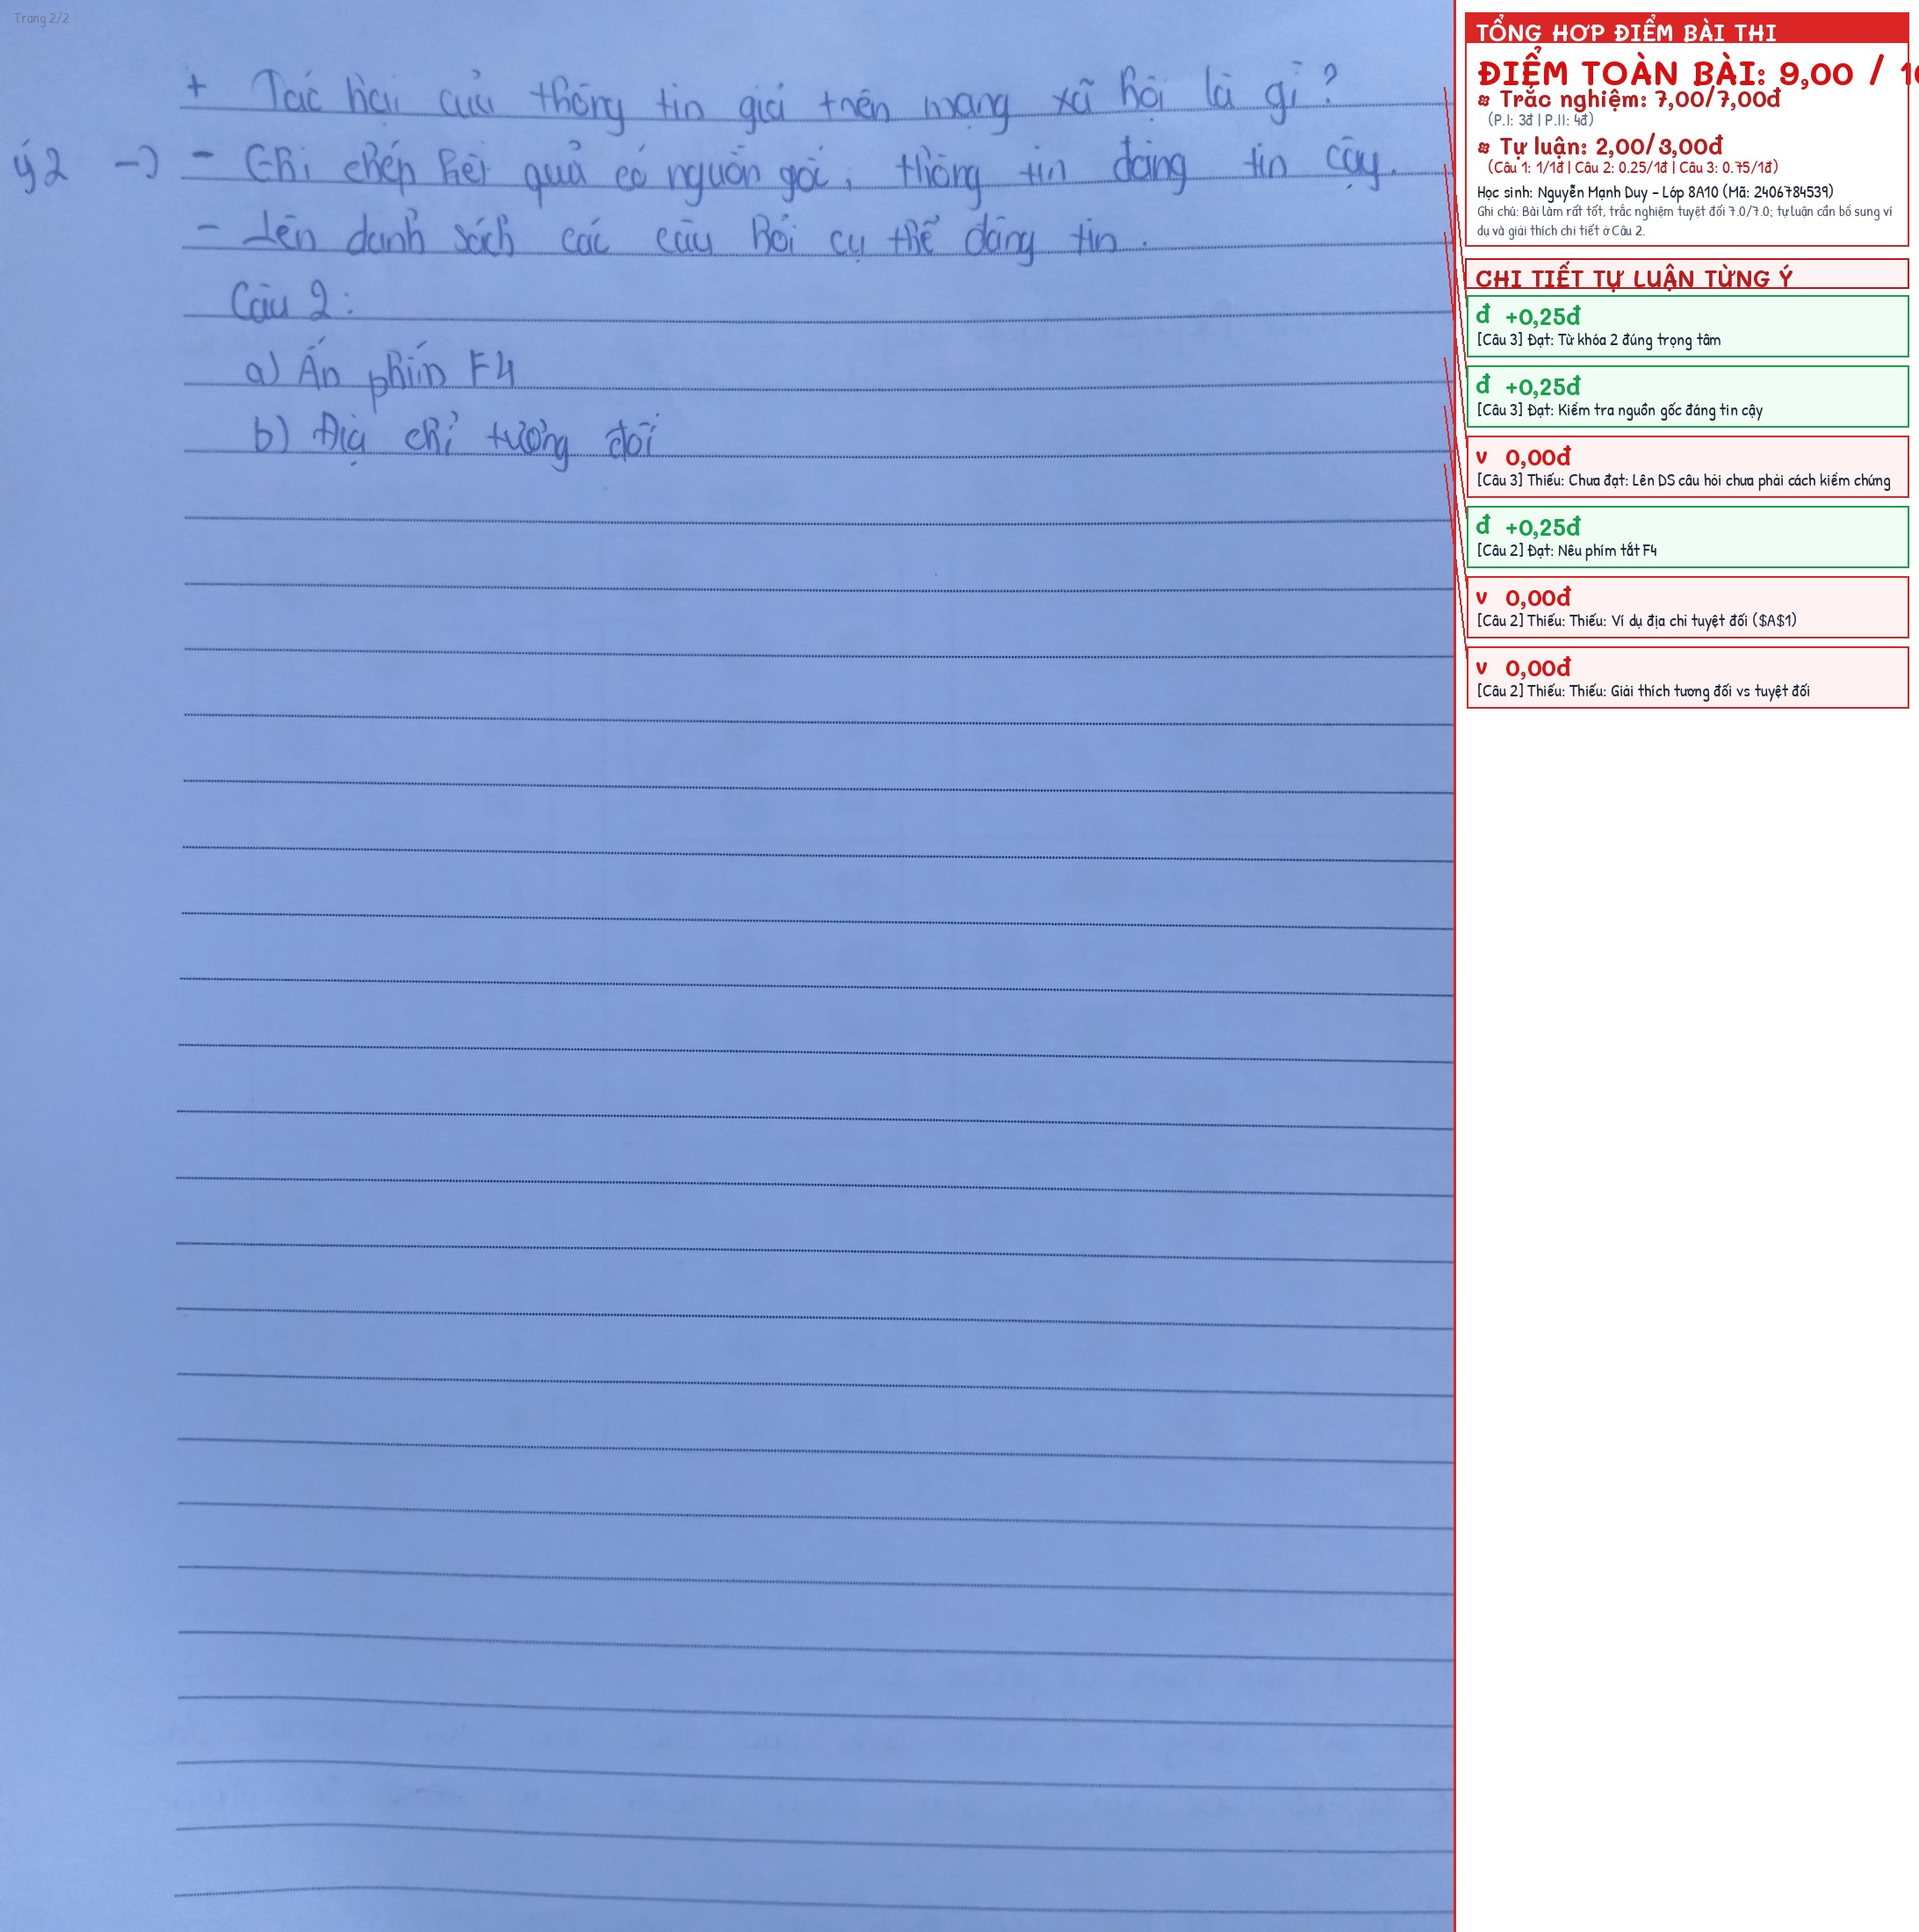 Trang 2/2
+ Tác hại của thông tin giả trên mạng xã hội là gì?
ý2 -> - Ghi chép kết quả có nguồn gốc, thông tin đáng tin cậy.
- Lên danh sách các câu hỏi cụ thể đáng tin.
Câu 2:
a) Ấn phím F4
b) Địa chỉ tương đối
TỔNG HỢP ĐIỂM BÀI THI
ĐIỂM TOÀN BÀI: 9,00 / 10
Trắc nghiệm: 7,00/7,00đ
(P.I: 3đ | P.II: 4đ)
Tự luận: 2,00/3,00đ
(Câu 1: 1/1đ | Câu 2: 0.25/1đ | Câu 3: 0.75/1đ)
Học sinh: Nguyễn Mạnh Duy - Lớp 8A10 (Mã: 2406784539)
Ghi chú: Bài làm rất tốt, trắc nghiệm tuyệt đối 7.0/7.0; tự luận cần bổ sung ví
dụ và giải thích chi tiết ở Câu 2.
CHI TIẾT TỰ LUẬN TỪNG Ý
đ +0,25đ
[Câu 3] Đạt: Từ khóa 2 đúng trọng tâm
đ +0,25đ
[Câu 3] Đạt: Kiểm tra nguồn gốc đáng tin cậy
v 0,00đ
[Câu 3] Thiếu: Chưa đạt: Lên DS câu hỏi chưa phải cách kiểm chứng
đ +0,25đ
[Câu 2] Đạt: Nêu phím tắt F4
v 0,00đ
[Câu 2] Thiếu: Thiếu: Ví dụ địa chỉ tuyệt đối ($A$1)
v 0,00đ
[Câu 2] Thiếu: Thiếu: Giải thích tương đối vs tuyệt đối